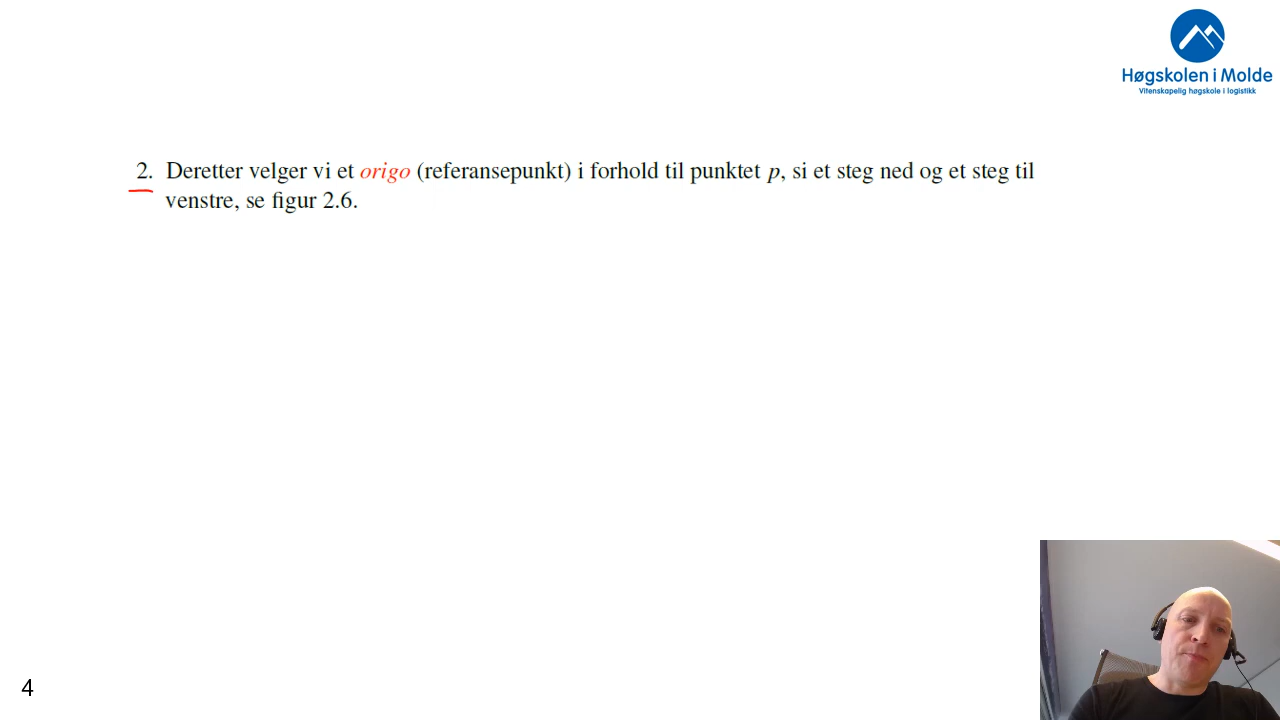 Høgskolen i Molde
Vitenskapelig høgskole i logistikk
2. Deretter velger vi et origo (referansepunkt) i forhold til punktet p, si et steg ned og et steg til
venstre, se figur 2.6.
4